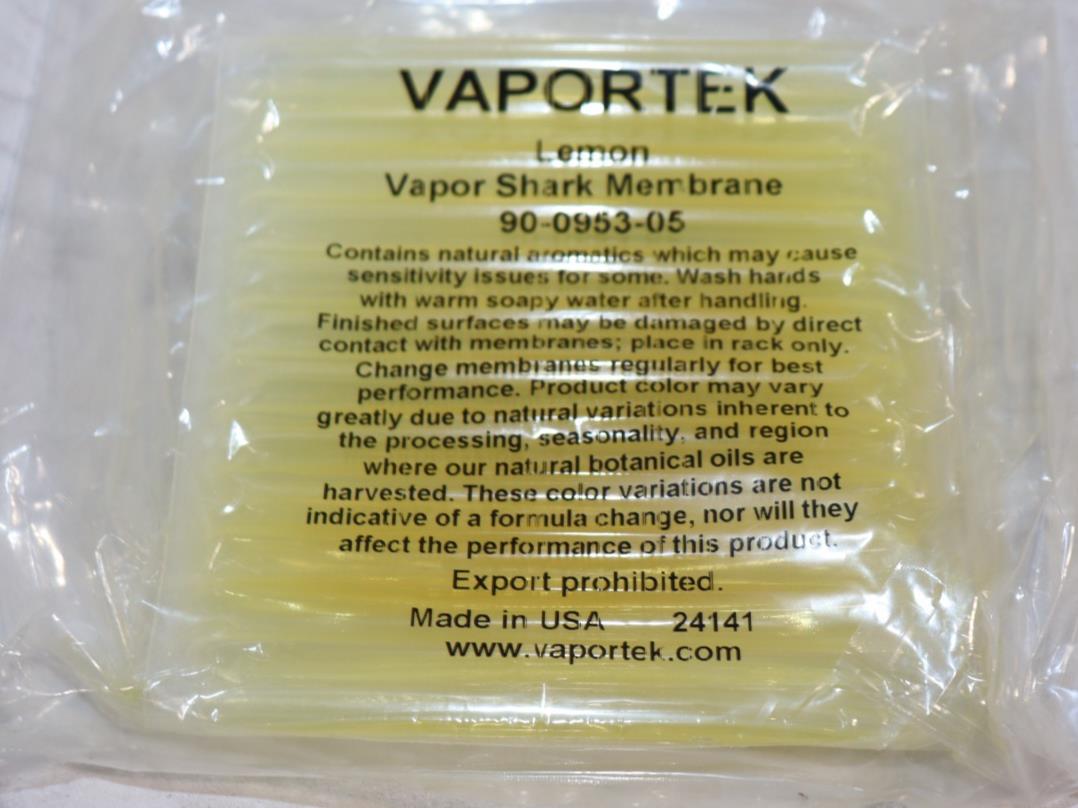 VAPORTEK
Lemon
Vapor Shark Membrane
90-0953-05
Contains natural aromatics which may cause
sensitivity issues for some. Wash hands
with warm soapy water after handling.
Finished surfaces may be damaged by direct
contact with membranes; place in rack only.
Change membranes regularly for best
performance. Product color may vary
greatly due to natural variations inherent to
the processing, seasonality, and region
where our natural botanical oils are
harvested. These color variations are not
indicative of a formula change, nor will they
affect the performance of this product.
Export prohibited.
Made in USA 24141
www.vaportek.com